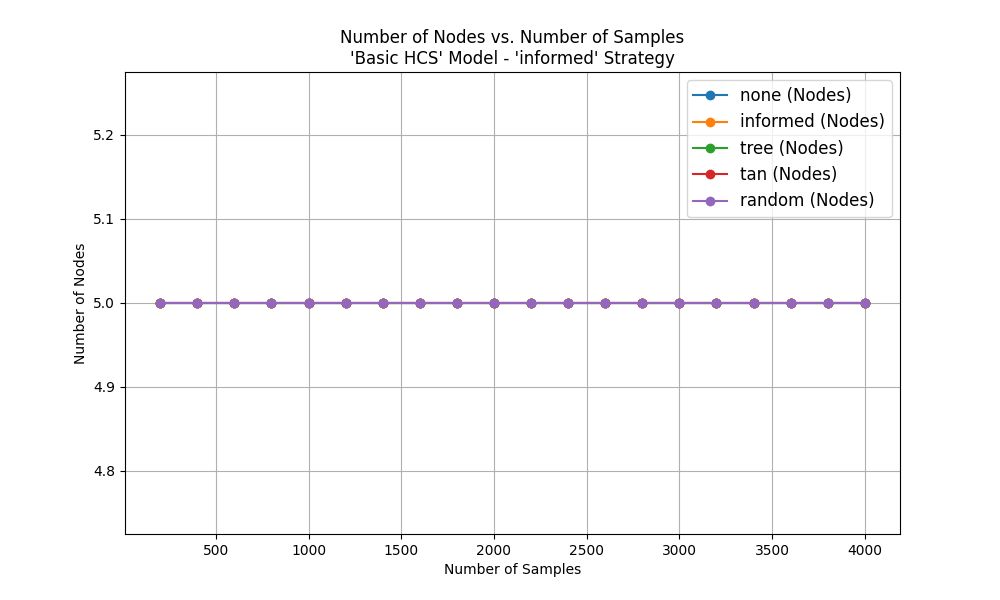 Number of Nodes vs. Number of Samples
'Basic HCS' Model - 'informed' Strategy
none (Nodes)
informed (Nodes)
tree (Nodes)
tan (Nodes)
random (Nodes)
Number of Nodes
5.2
5.1
5.0
4.9
4.8
500 1000 1500 2000 2500 3000 3500 4000
Number of Samples